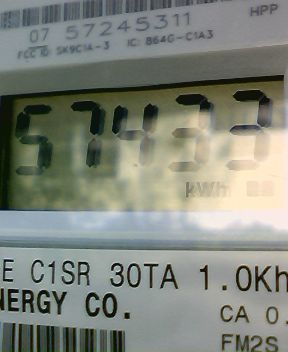 HPP
07 57245311
FCC ID: SK9C1A-3 IC: 864G-C1A3
57433
kWh
E C1SR 30TA 1.0Kh
NERGY CO.
CA 0.
FM2S